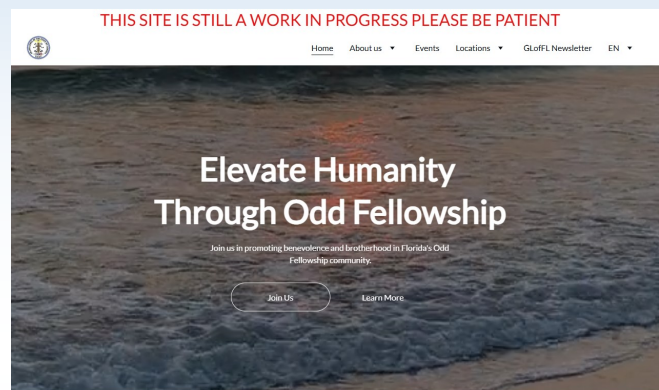 THIS SITE IS STILL A WORK IN PROGRESS PLEASE BE PATIENT
Home About us ▼ Events Locations ▼ GLofFL Newsletter EN ▼
Elevate Humanity
Through Odd Fellowship
Join us in promoting benevolence and brotherhood in Florida's Odd
Fellowship community.
Join Us Learn More